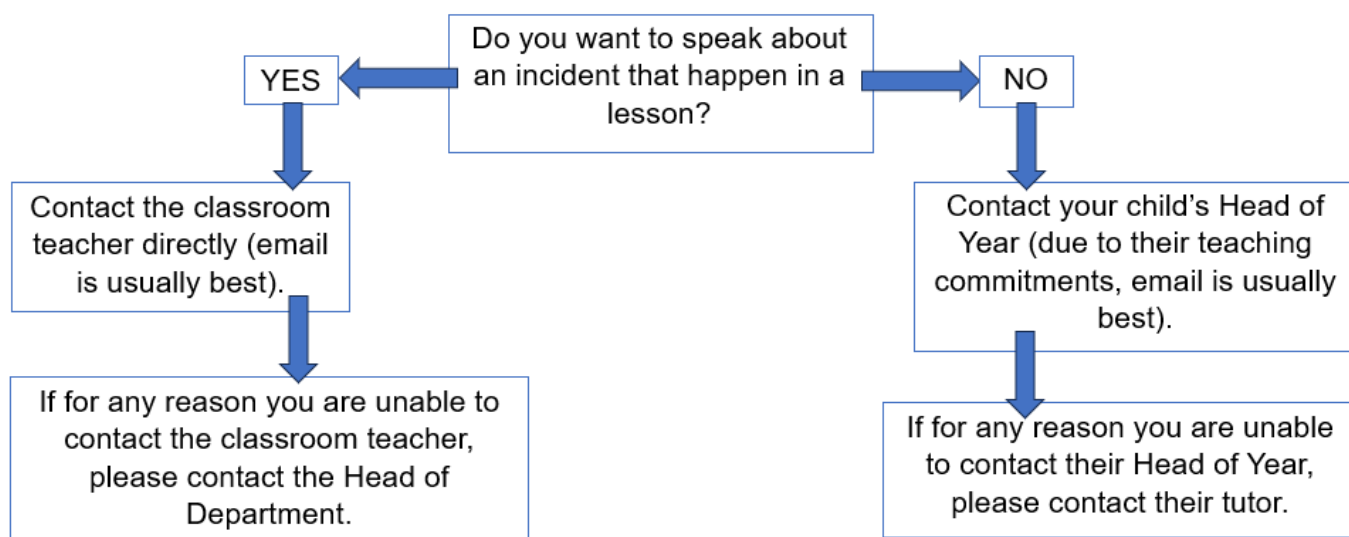 Do you want to speak about
an incident that happen in a
lesson?
YES
NO
Contact the classroom
teacher directly (email
is usually best).
Contact your child’s Head of
Year (due to their teaching
commitments, email is usually
best).
If for any reason you are unable to
contact the classroom teacher,
please contact the Head of
Department.
If for any reason you are unable
to contact their Head of Year,
please contact their tutor.